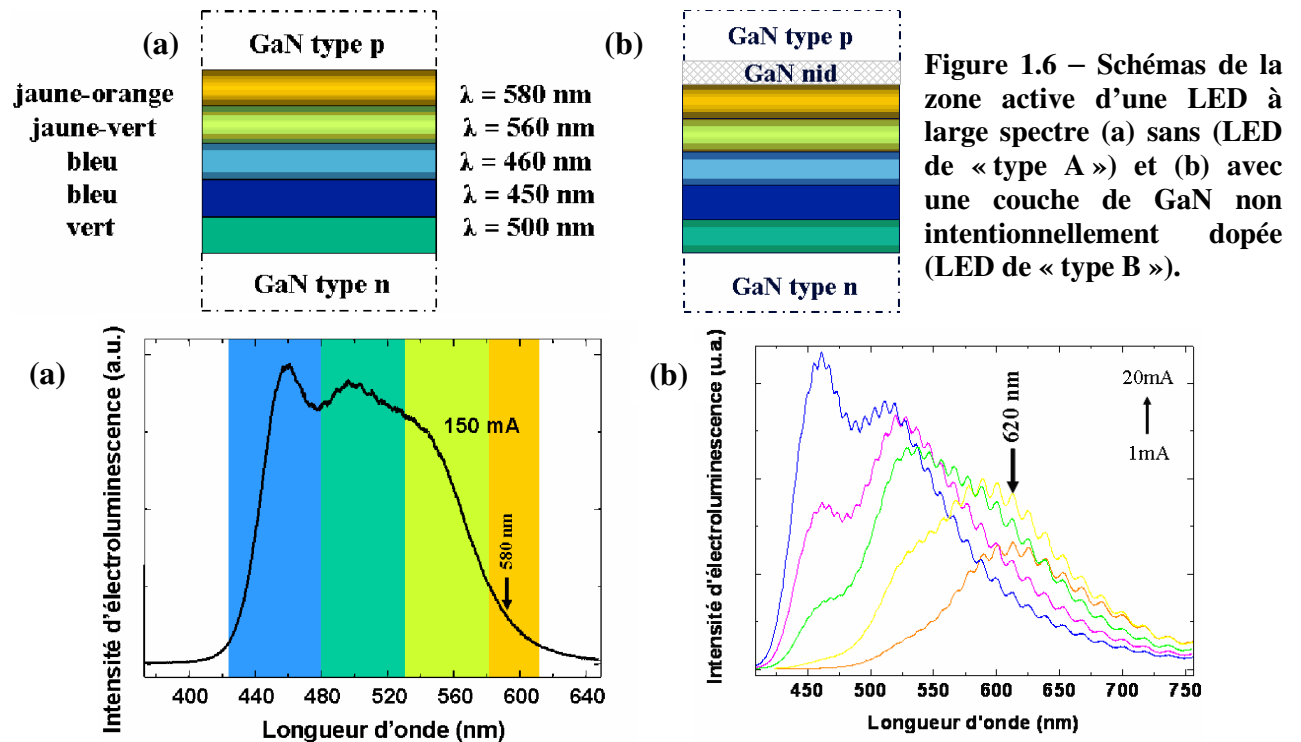 (a)
GaN type p
jaune-orange
jaune-vert
bleu
bleu
vert
λ = 580 nm
λ = 560 nm
λ = 460 nm
λ = 450 nm
λ = 500 nm
GaN type n
(b)
GaN type p
GaN nid
GaN type n
Figure 1.6 – Schémas de la
zone active d’une LED à
large spectre (a) sans (LED
de « type A ») et (b) avec
une couche de GaN non
intentionnellement dopée
(LED de « type B »).
(a)
Intensité d'électroluminescence (a.u.)
150 mA
580 nm
400 440 480 520 560 600 640
Longueur d’onde (nm)
(b)
Intensité d'électroluminescence (u.a.)
620 nm
20mA
1mA
450 500 550 600 650 700 750
Longueur d'onde (nm)